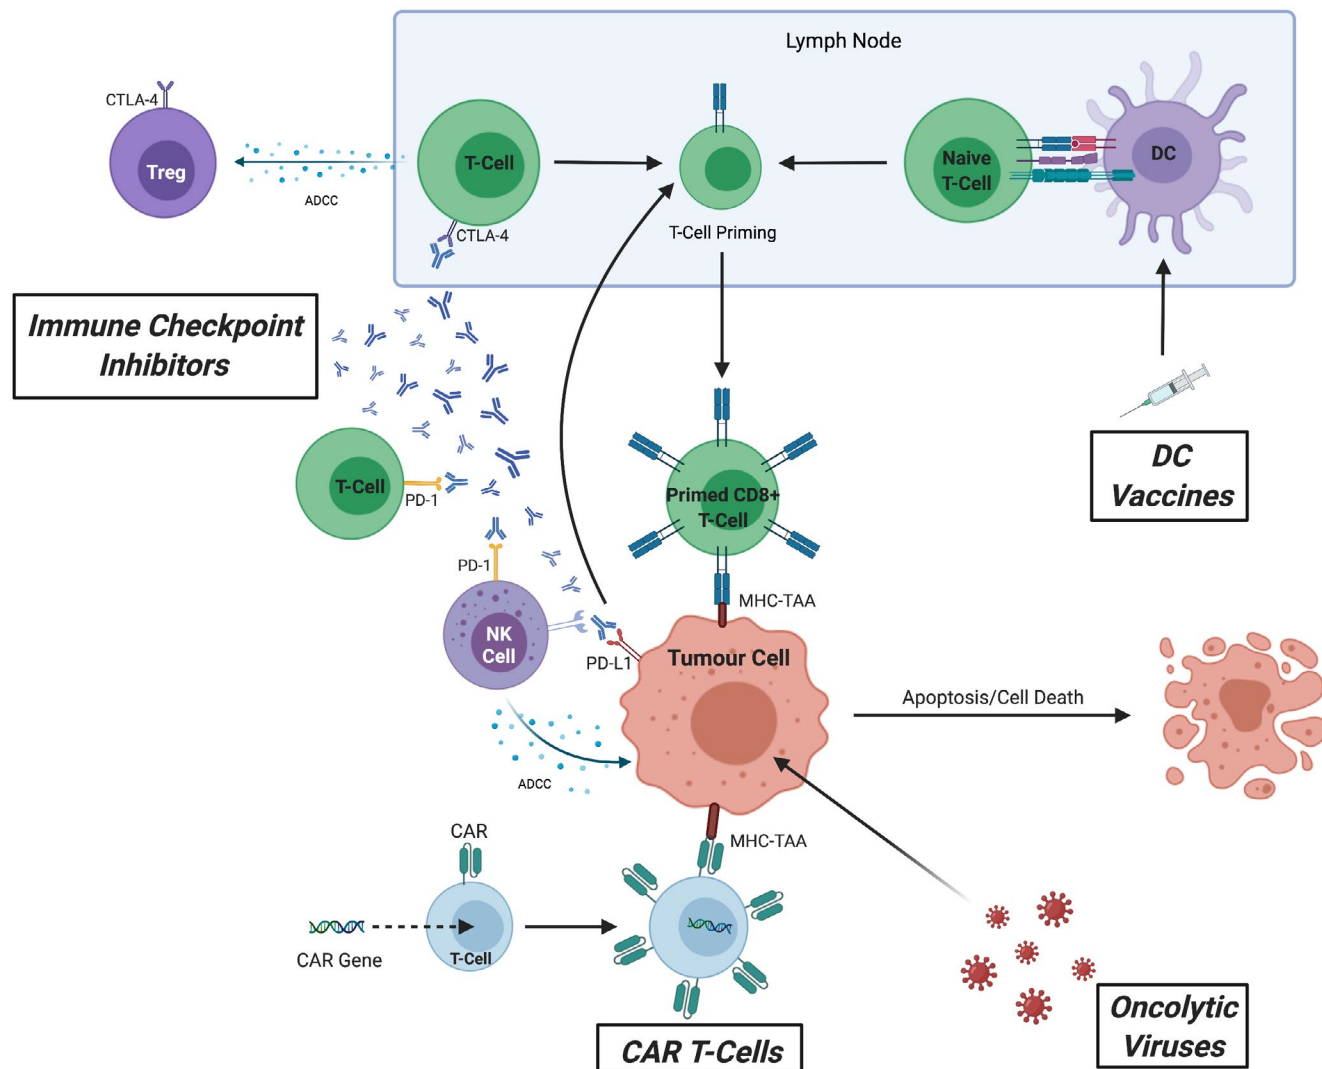 Lymph Node
CTLA-4
Treg
ADCC
T-Cell
CTLA-4
T-Cell Priming
Naive
T-Cell
DC
Immune Checkpoint
Inhibitors
T-Cell
PD-1
PD-1
NK
Cell
PD-L1
ADCC
Primed CD8+
T-Cell
MHC-TAA
Tumour Cell
DC
Vaccines
Apoptosis/Cell Death
MHC-TAA
CAR
T-Cell
CAR Gene
CAR T-Cells
Oncolytic
Viruses